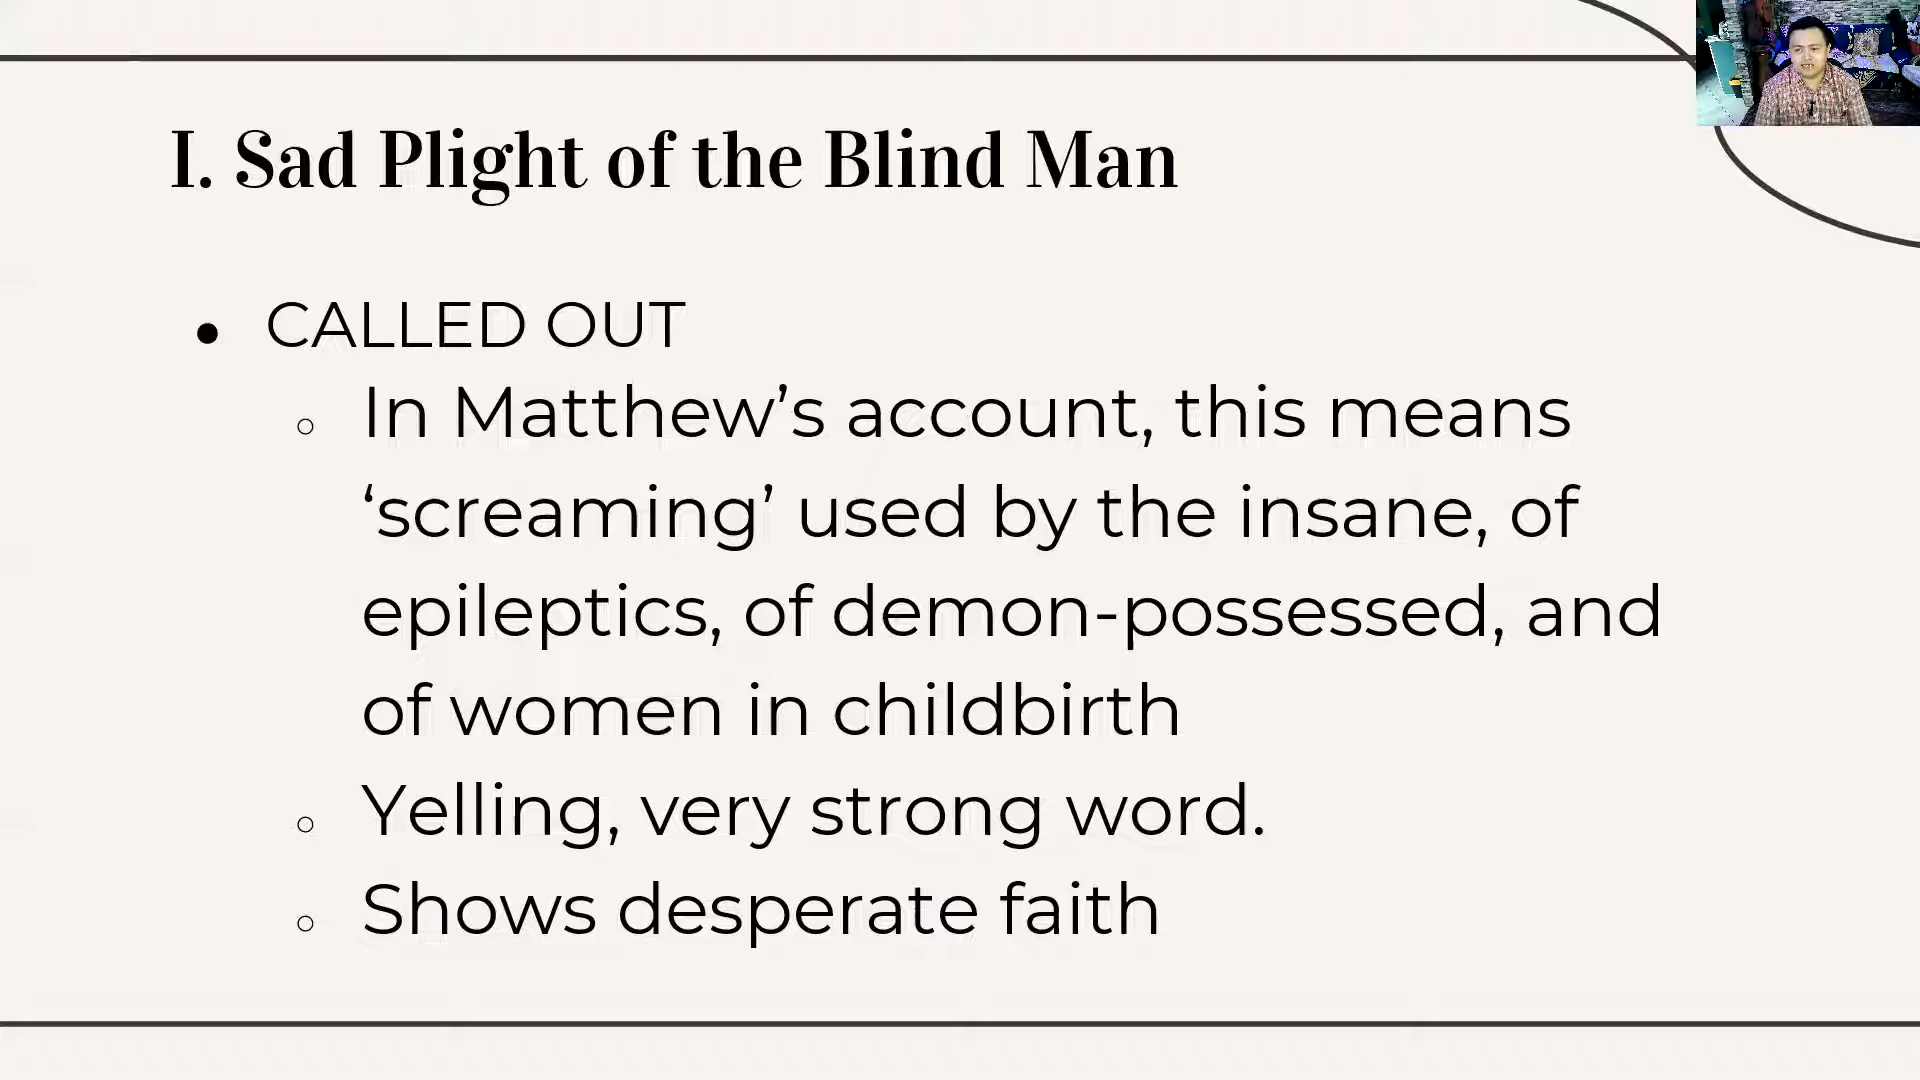 I. Sad Plight of the Blind Man
● CALLED OUT
○ In Matthew’s account, this means
‘screaming’ used by the insane, of
epileptics, of demon-possessed, and
of women in childbirth
○ Yelling, very strong word.
○ Shows desperate faith